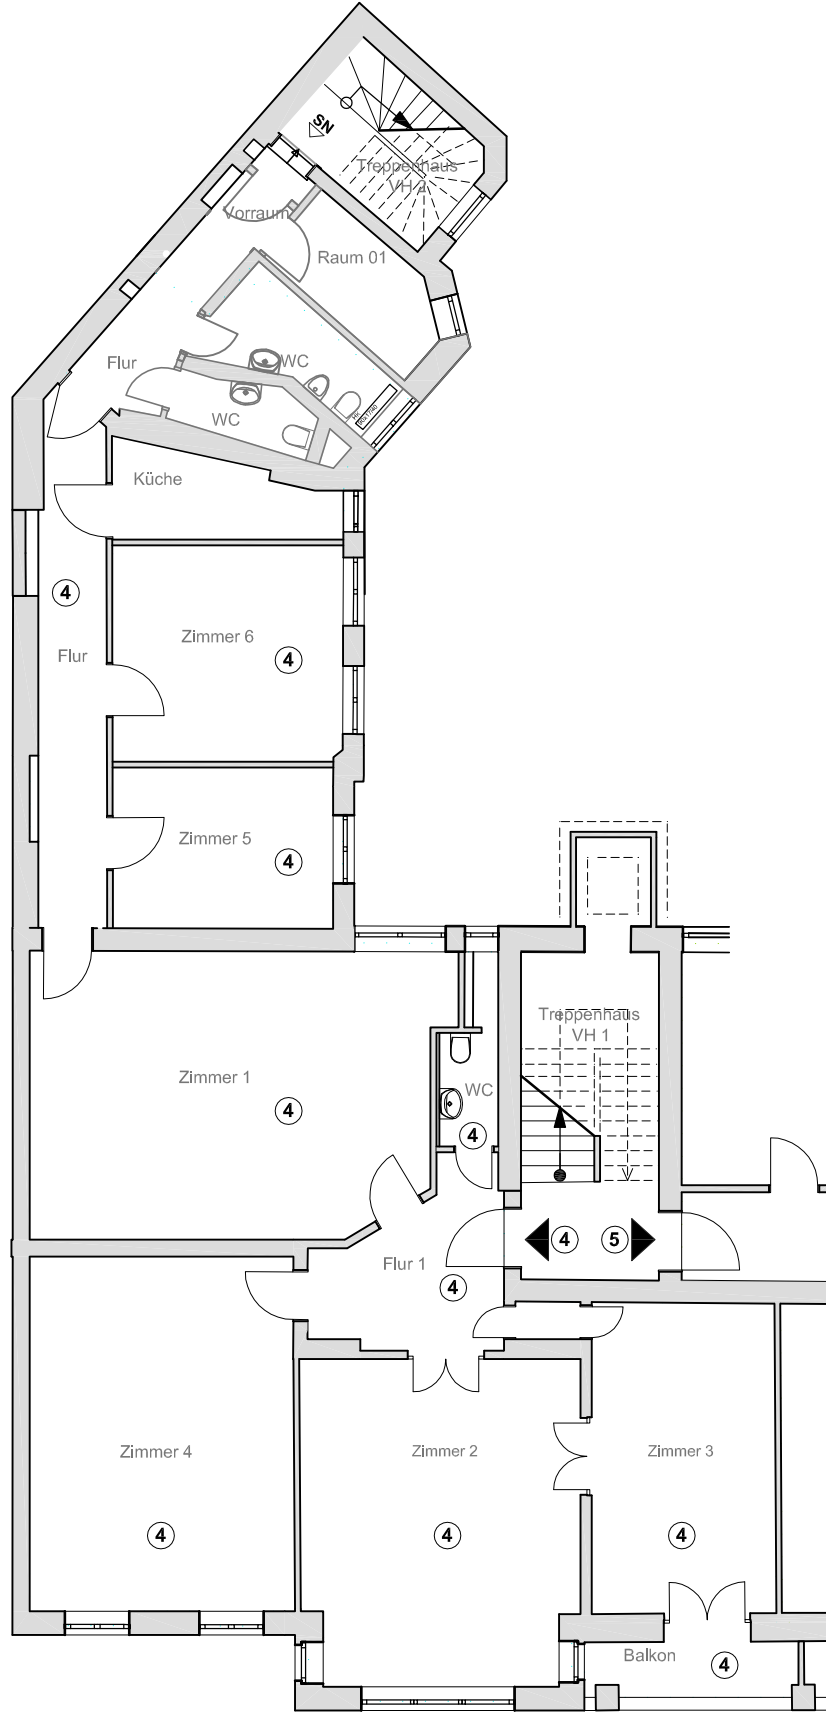 SN
Treppenhaus
VH 2
Vorraum
Raum 01
Flur
WC
WC
HK
Küche
4
Zimmer 6
4
Flur
Zimmer 5
4
Treppenhaus
VH 1
Zimmer 1
4
WC
4
4
5
Flur 1
4
Zimmer 4
Zimmer 2
Zimmer 3
4
4
4
Balkon
4